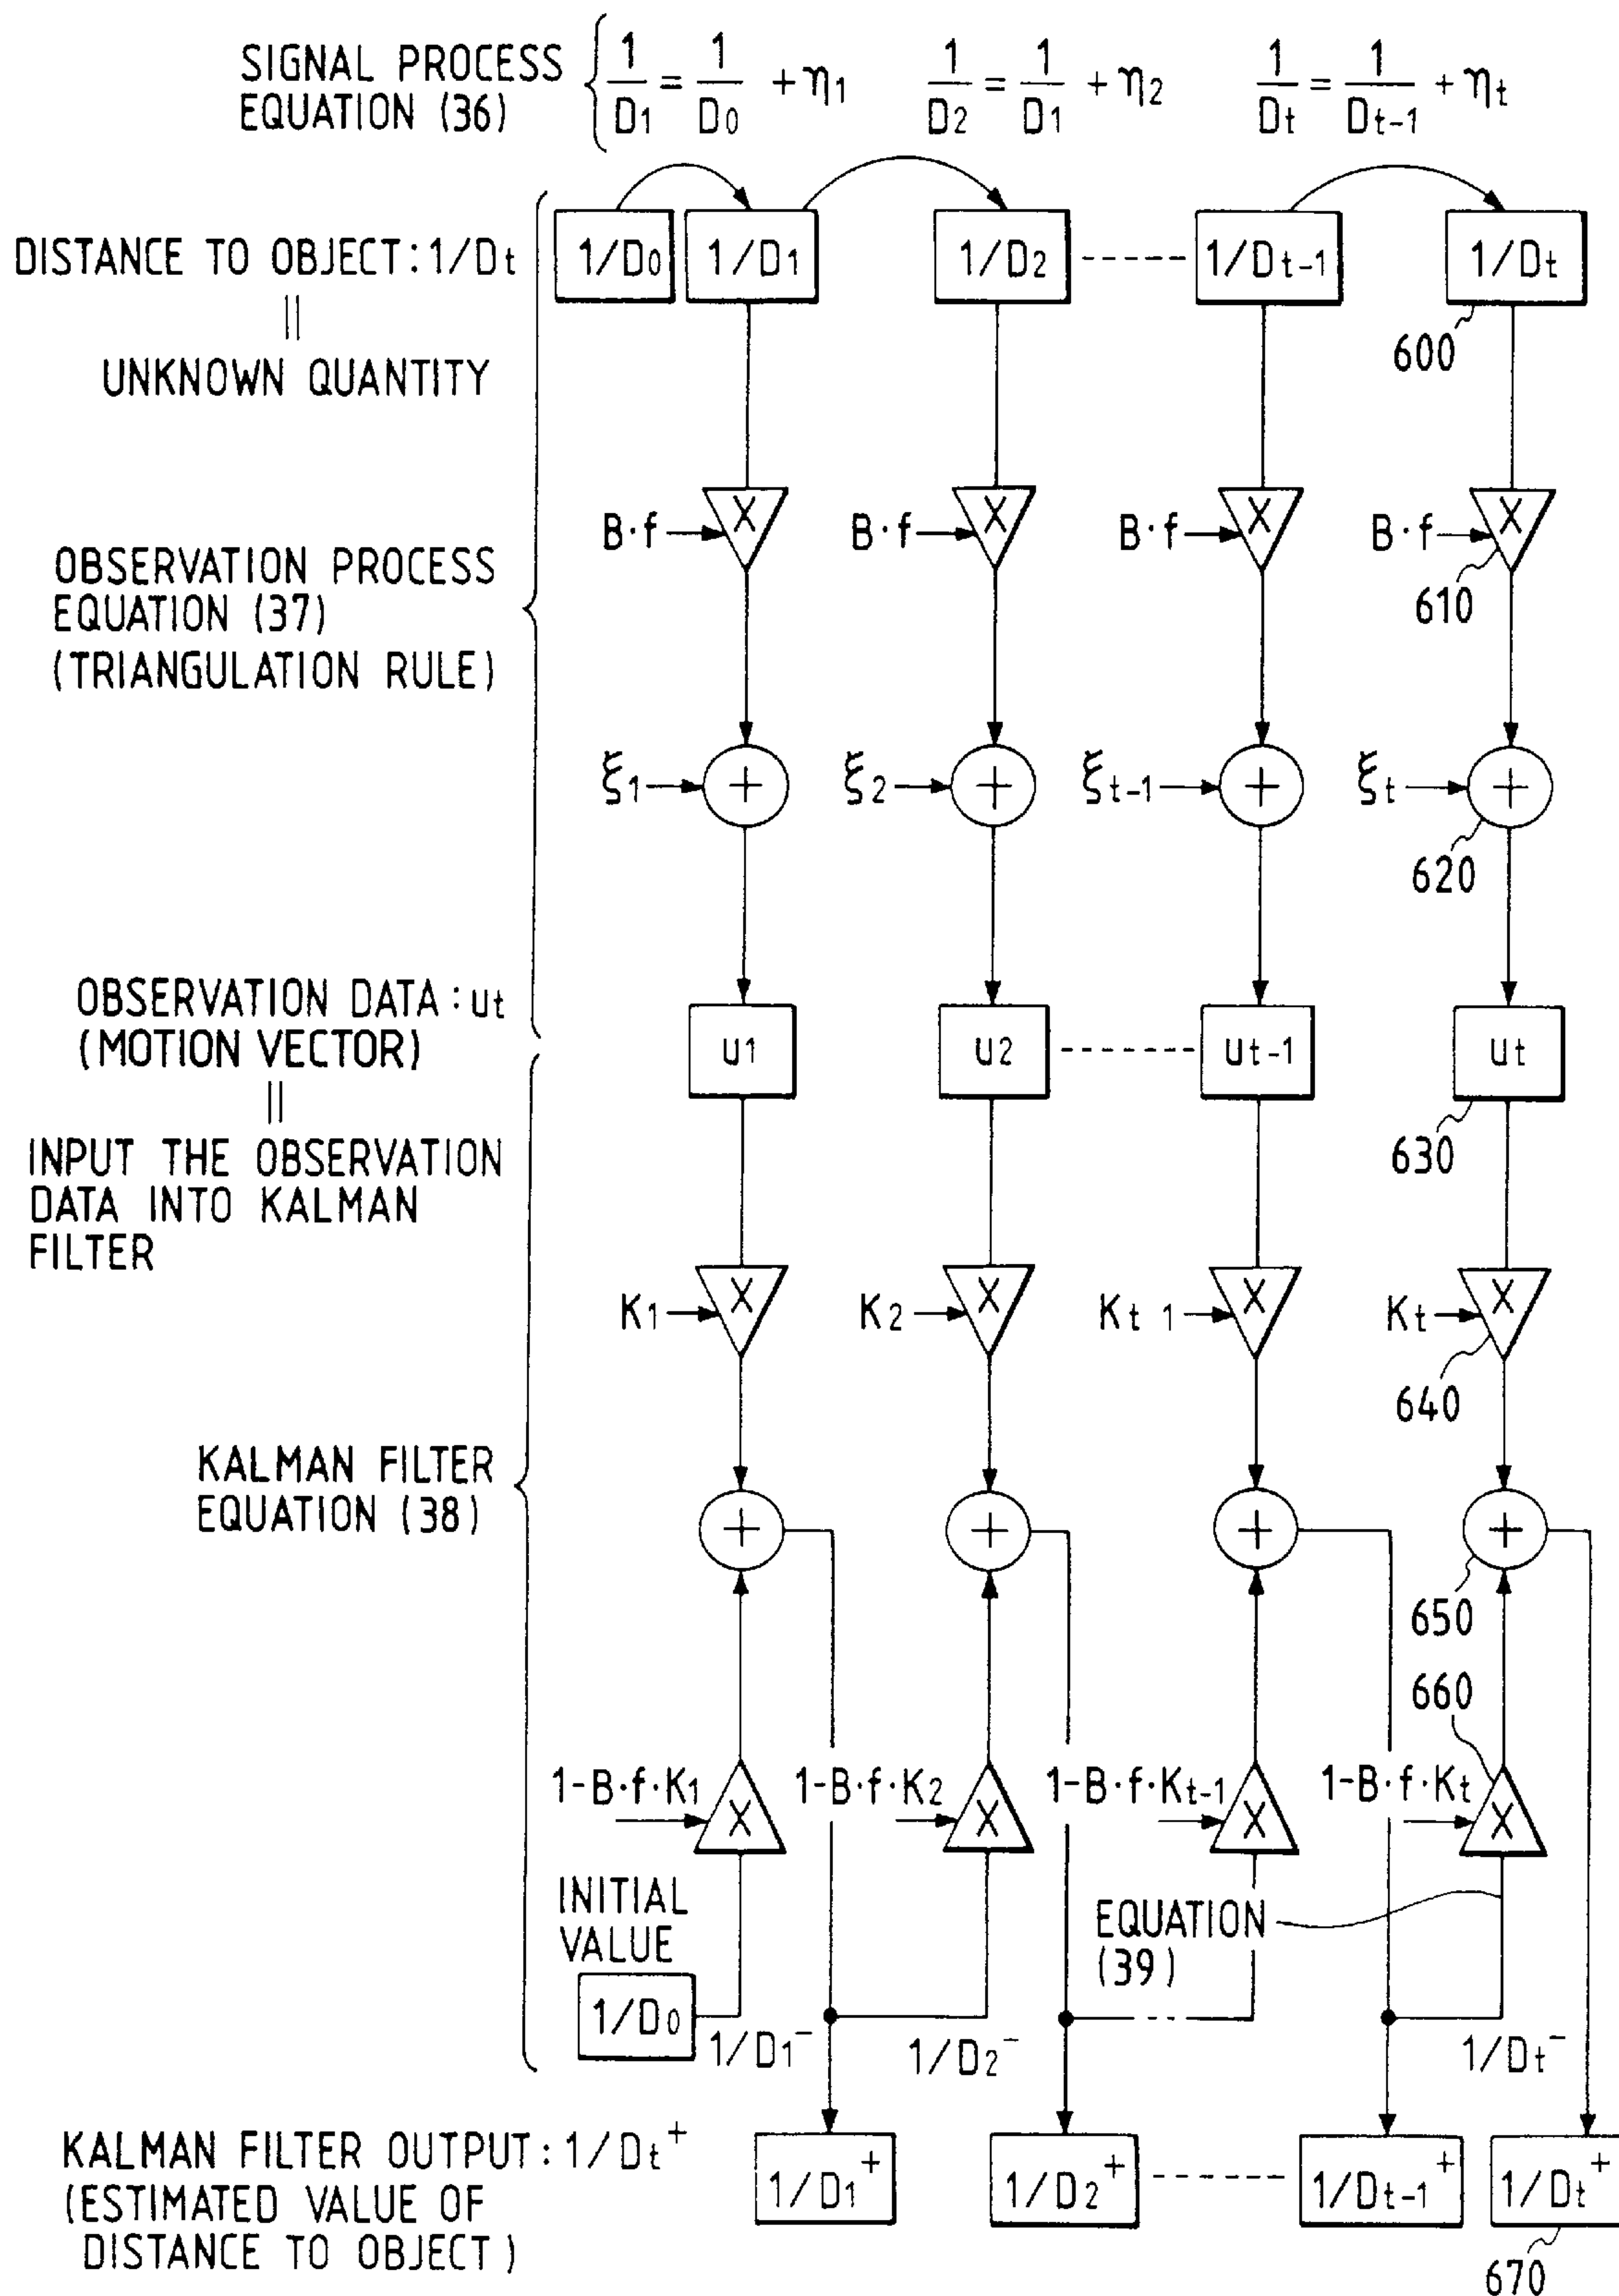 SIGNAL PROCESS
EQUATION (36)
1/D1 = 1/D0 + η1
1/D2 = 1/D1 + η2
1/Dt = 1/Dt-1 + ηt
DISTANCE TO OBJECT: 1/Dt
||
UNKNOWN QUANTITY
1/D0
1/D1
1/D2
1/Dt-1
1/Dt
600
OBSERVATION PROCESS
EQUATION (37)
(TRIANGULATION RULE)
B·f
X
B·f
X
B·f
X
B·f
X
610
ξ1
+
ξ2
+
ξt-1
+
ξt
+
620
OBSERVATION DATA: ut
(MOTION VECTOR)
||
INPUT THE OBSERVATION
DATA INTO KALMAN
FILTER
u1
u2
ut-1
ut
630
K1
X
K2
X
Kt 1
X
Kt
X
640
KALMAN FILTER
EQUATION (38)
+
+
+
+
650
660
1-B·f·K1
X
1-B·f·K2
X
1-B·f·Kt-1
X
1-B·f·Kt
X
INITIAL
VALUE
EQUATION
(39)
1/D0
1/D1-
1/D2-
1/Dt-
KALMAN FILTER OUTPUT: 1/Dt+
(ESTIMATED VALUE OF
DISTANCE TO OBJECT)
1/D1+
1/D2+
1/Dt-1+
1/Dt+
670